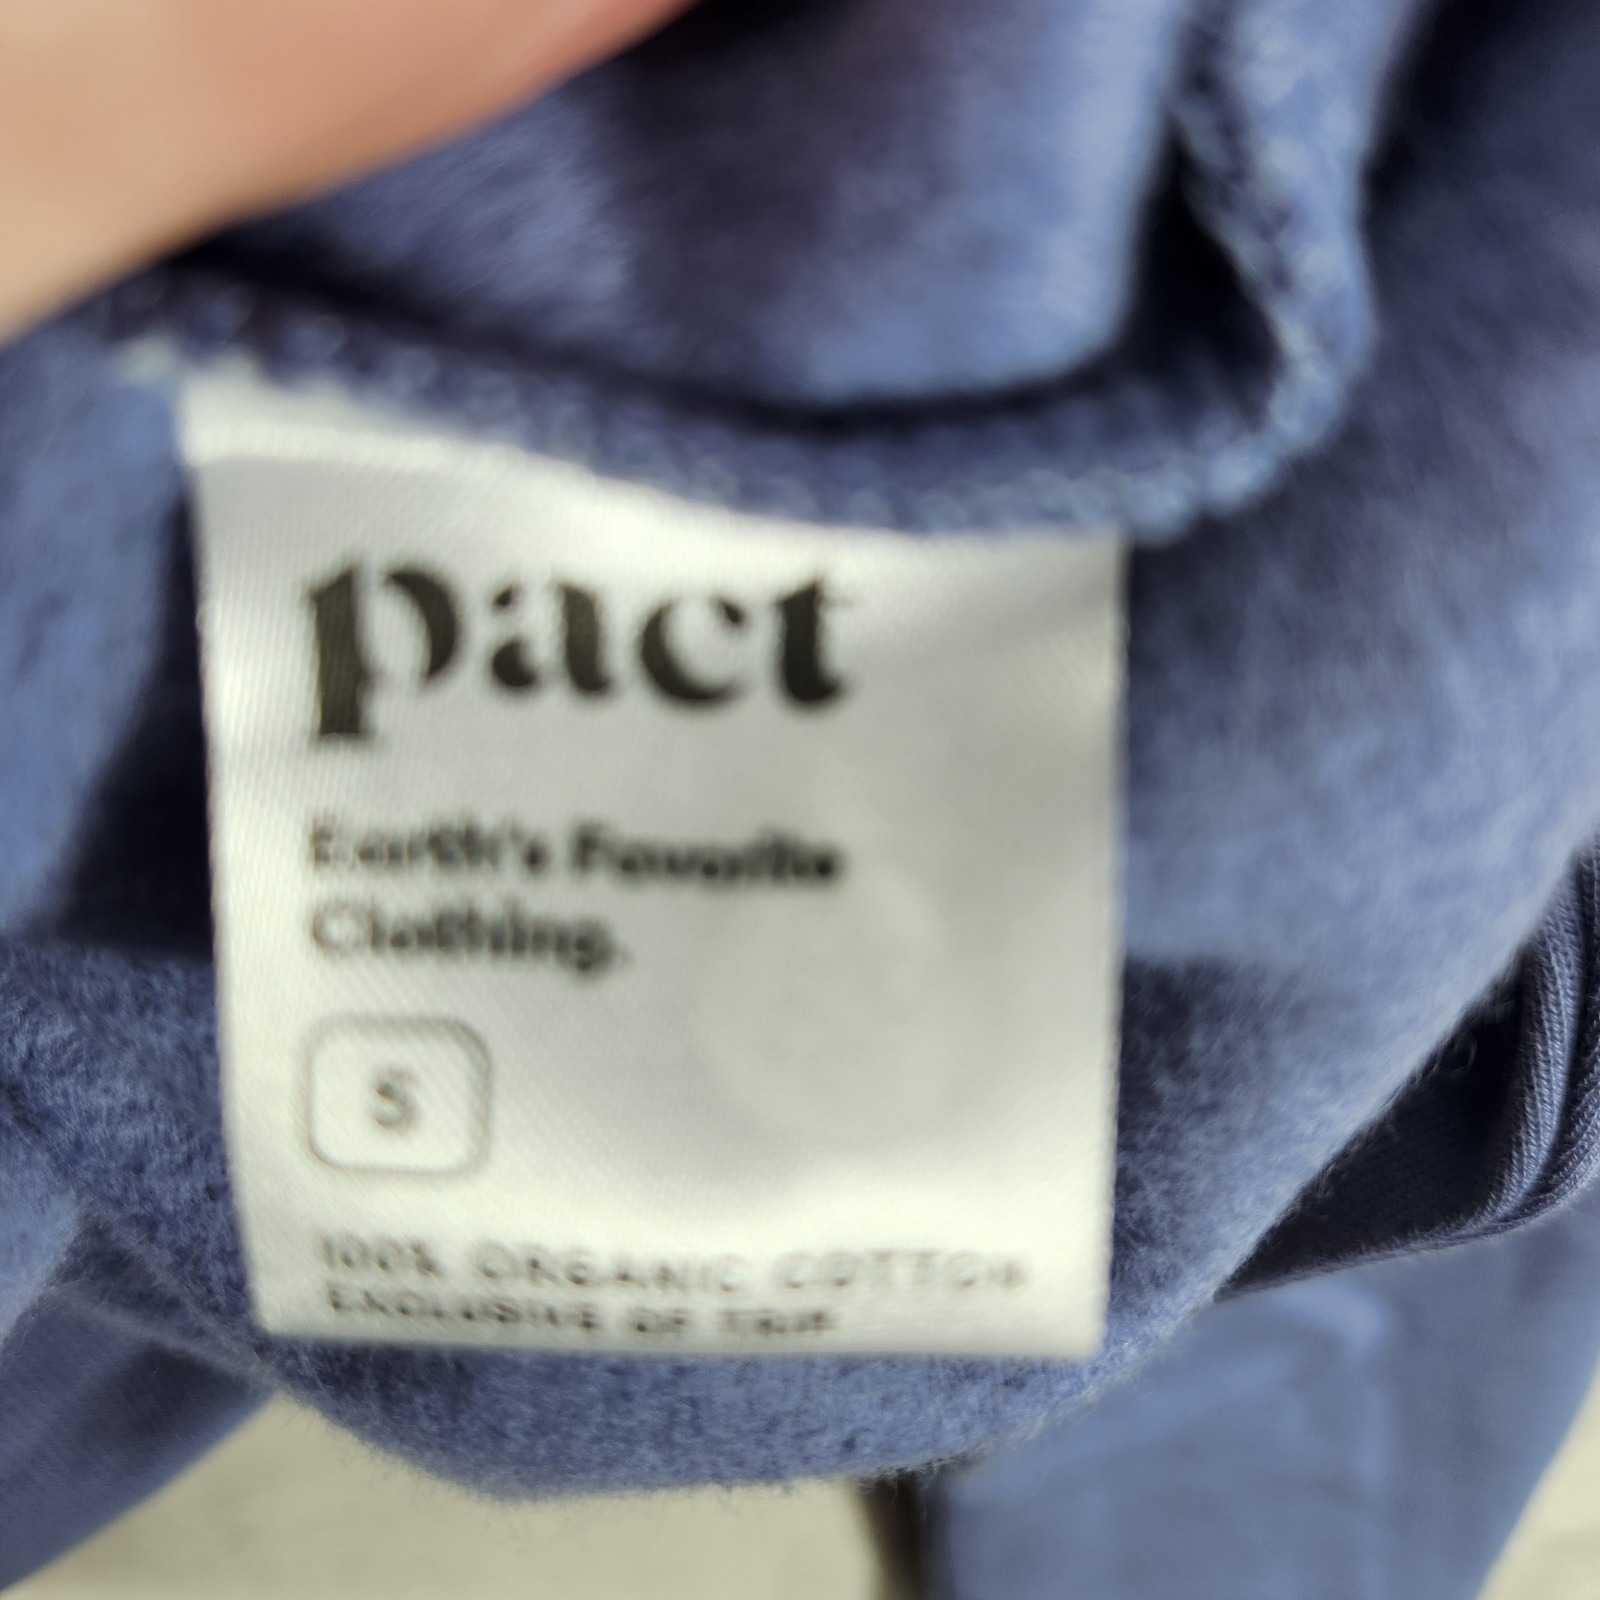 pact
Earth's Favorite
Clothing.
S
100% ORGANIC COTTON
EXCLUSIVE OF TRIM